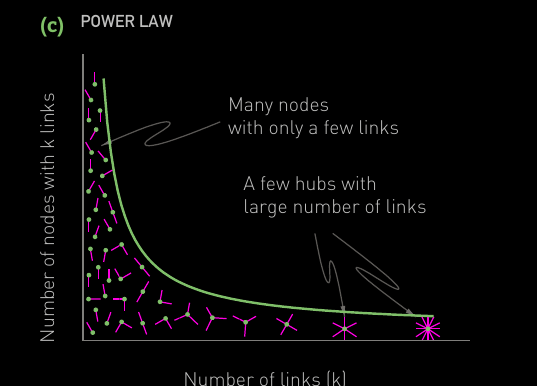 (c) POWER LAW
Number of nodes with k links
Many nodes
with only a few links
A few hubs with
large number of links
Number of links (k)